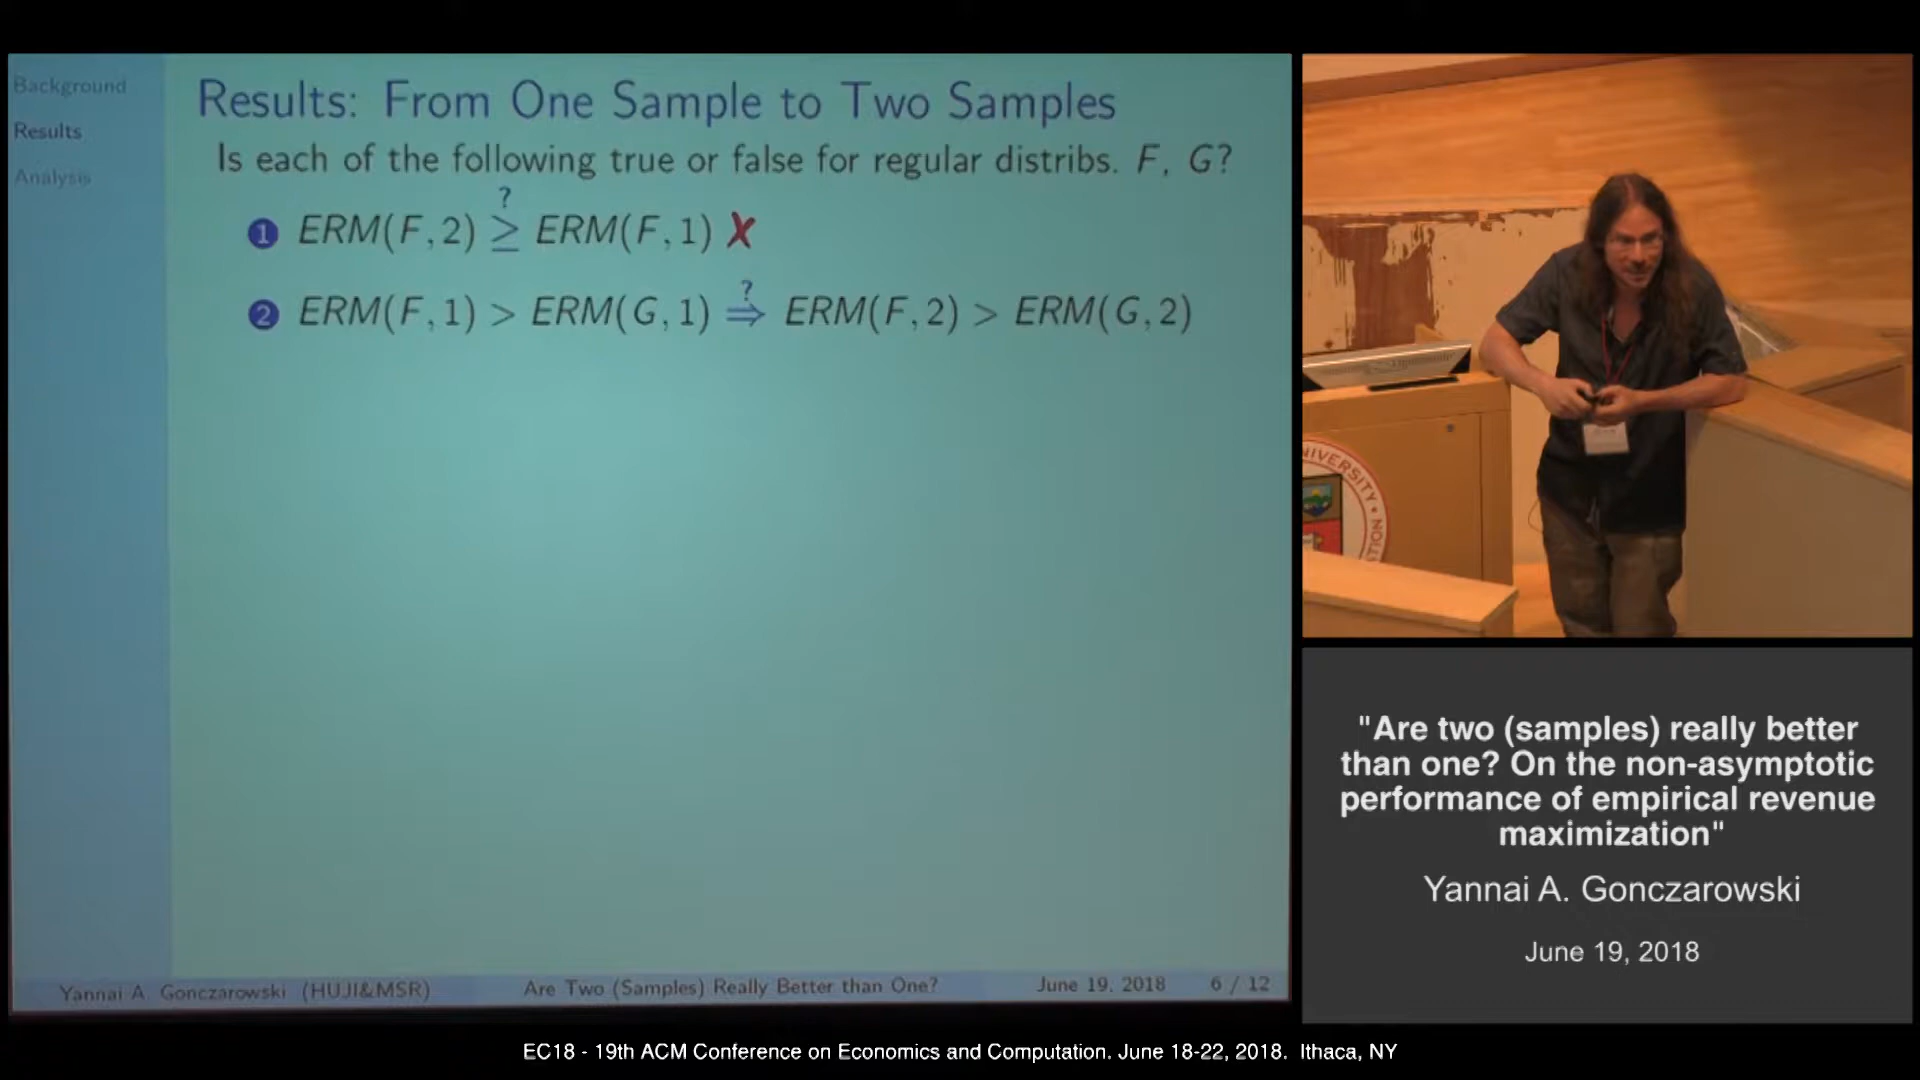 Background
Results
Analysis
Results: From One Sample to Two Samples
Is each of the following true or false for regular distribs. F, G?
1 ERM(F, 2) ≥? ERM(F, 1) ✗
2 ERM(F, 1) > ERM(G, 1) ⇒? ERM(F, 2) > ERM(G, 2)
Yannai A. Gonczarowski (HUJI&MSR) Are Two (Samples) Really Better than One? June 19, 2018 6 / 12
NIVERSITY • NATION
"Are two (samples) really better
than one? On the non-asymptotic
performance of empirical revenue
maximization"
Yannai A. Gonczarowski
June 19, 2018
EC18 - 19th ACM Conference on Economics and Computation. June 18-22, 2018. Ithaca, NY